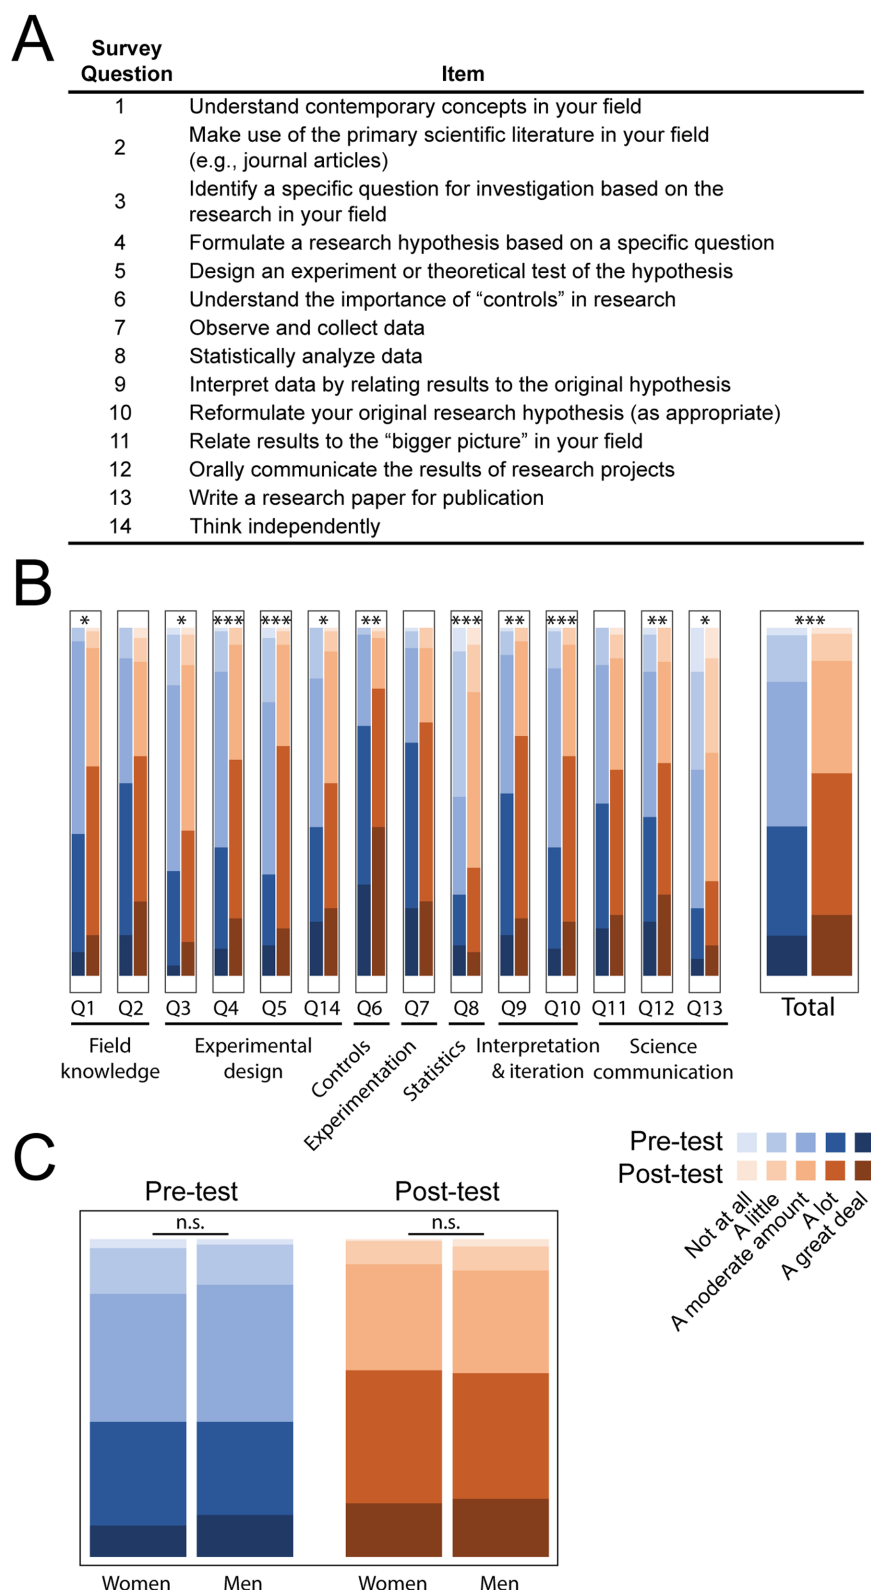 A
Survey
Question Item
1 Understand contemporary concepts in your field
2 Make use of the primary scientific literature in your field
(e.g., journal articles)
3 Identify a specific question for investigation based on the
research in your field
4 Formulate a research hypothesis based on a specific question
5 Design an experiment or theoretical test of the hypothesis
6 Understand the importance of “controls” in research
7 Observe and collect data
8 Statistically analyze data
9 Interpret data by relating results to the original hypothesis
10 Reformulate your original research hypothesis (as appropriate)
11 Relate results to the “bigger picture” in your field
12 Orally communicate the results of research projects
13 Write a research paper for publication
14 Think independently
B
* * *** *** * ** *** ** *** ** * ***
Q1 Q2 Q3 Q4 Q5 Q14 Q6 Q7 Q8 Q9 Q10 Q11 Q12 Q13 Total
Field
knowledge
Experimental
design
Controls
Experimentation
Statistics
Interpretation
& iteration
Science
communication
Pre-test
Post-test
Not at all
A little
A moderate amount
A lot
A great deal
C
Pre-test Post-test
n.s. n.s.
Women Men Women Men